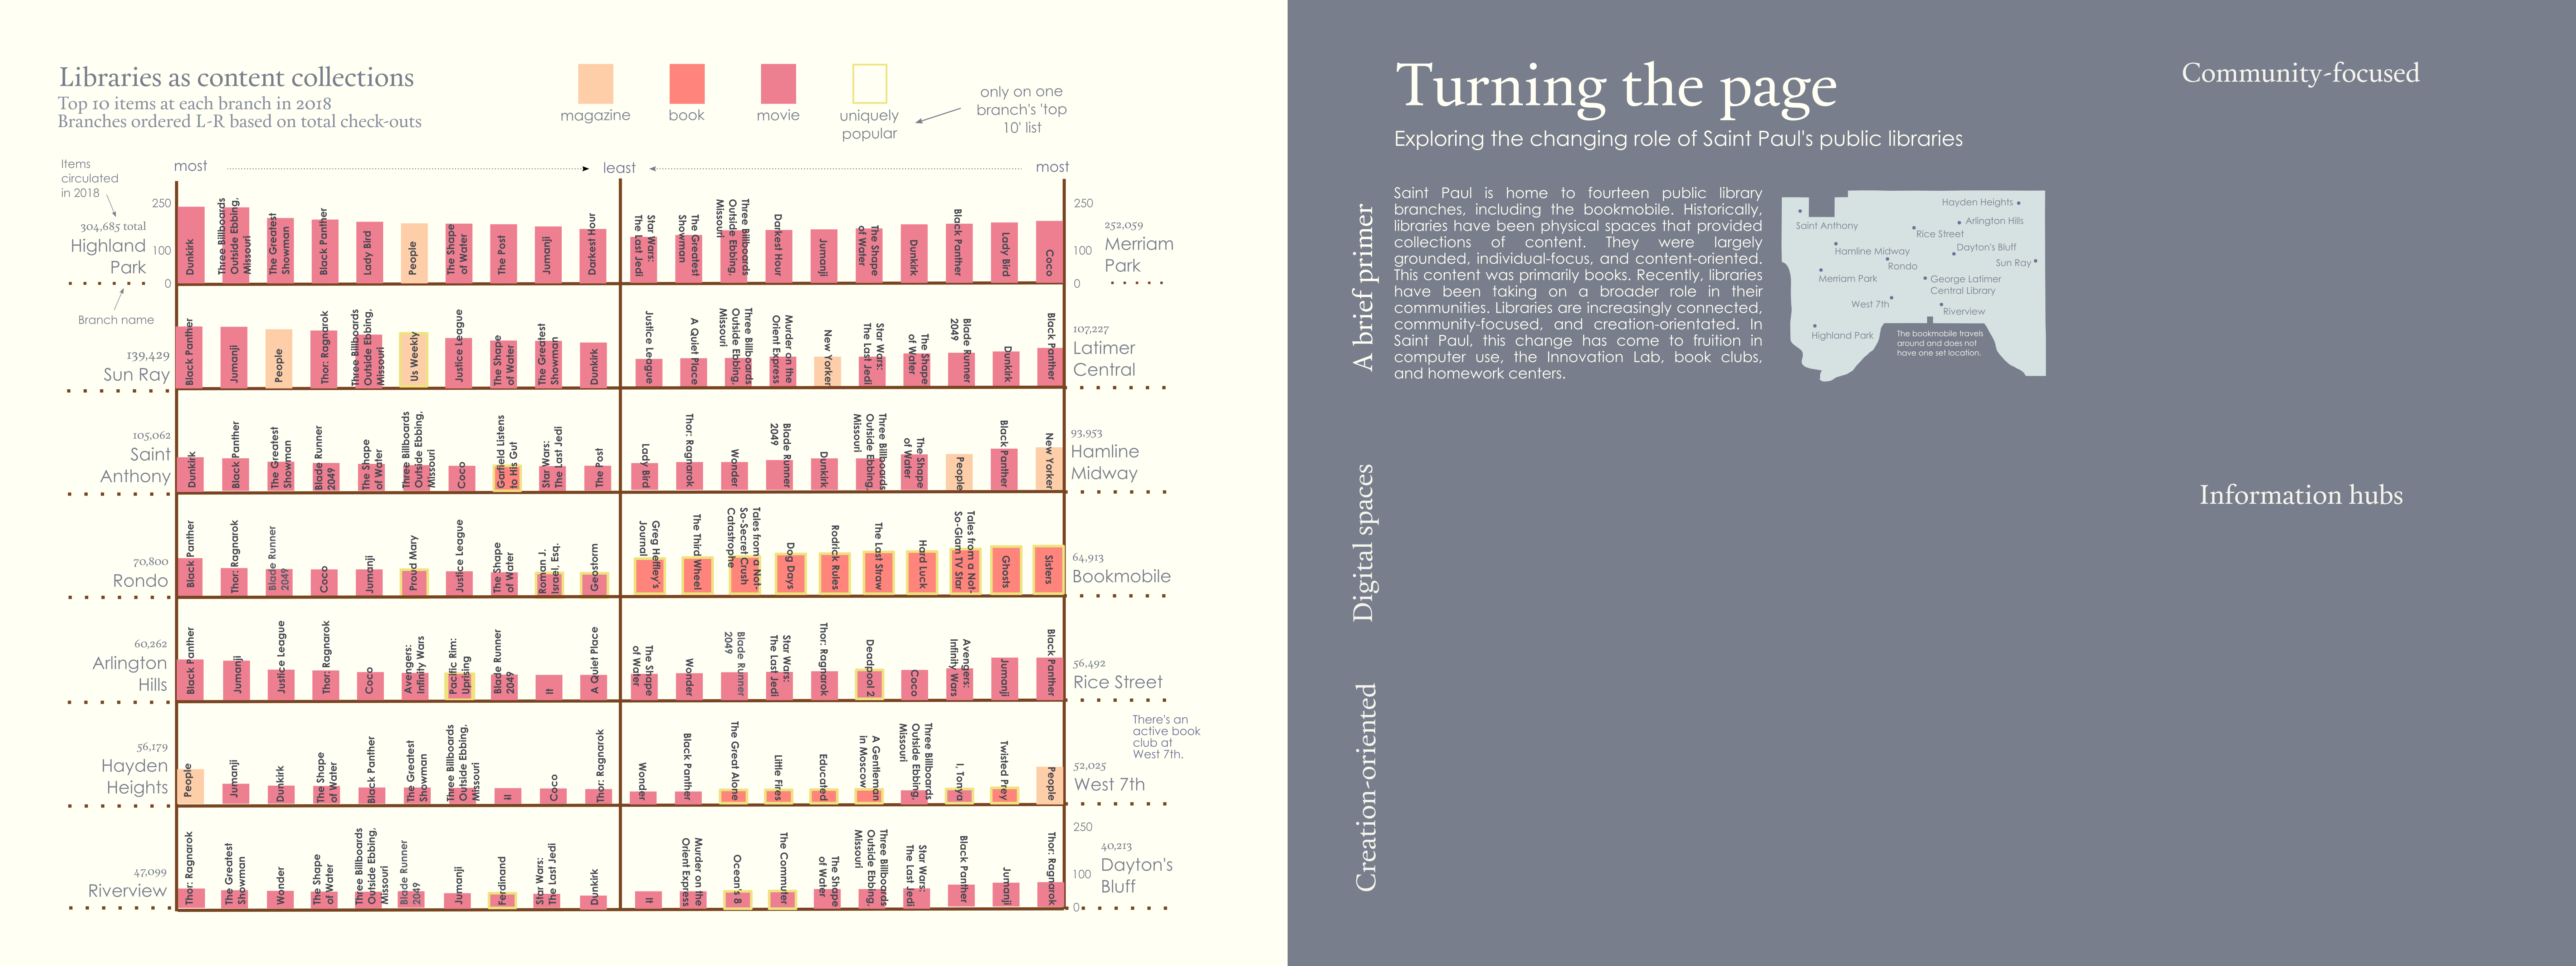 Libraries as content collections
Top 10 items at each branch in 2018
Branches ordered L-R based on total check-outs
magazine
book
movie
uniquely
popular
only on one
branch's 'top
10' list
Items
circulated
in 2018
most
least
most
250
100
0
304,685 total
Highland
Park
Branch name
Dunkirk
Three Billboards
Outside Ebbing,
Missouri
The Greatest
Showman
Black Panther
Lady Bird
People
The Shape
of Water
The Post
Jumanji
Darkest Hour
Star Wars:
The Last Jedi
The Greatest
Showman
Three Billboards
Outside Ebbing,
Missouri
Darkest Hour
Jumanji
The Shape
of Water
Dunkirk
Black Panther
Lady Bird
Coco
250
100
0
252,059
Merriam
Park
139,429
Sun Ray
Black Panther
Jumanji
People
Thor: Ragnarok
Three Billboards
Outside Ebbing,
Missouri
Us Weekly
Justice League
The Shape
of Water
The Greatest
Showman
Dunkirk
Justice League
A Quiet Place
Three Billboards
Outside Ebbing,
Missouri
Murder on the
Orient Express
New Yorker
Star Wars:
The Last Jedi
The Shape
of Water
Blade Runner
2049
Dunkirk
Black Panther
107,227
Latimer
Central
105,062
Saint
Anthony
Dunkirk
Black Panther
The Greatest
Showman
Blade Runner
2049
The Shape
of Water
Three Billboards
Outside Ebbing,
Missouri
Coco
Garfield Listens
to His Gut
Star Wars:
The Last Jedi
The Post
Lady Bird
Thor: Ragnarok
Wonder
Blade Runner
2049
Dunkirk
Three Billboards
Outside Ebbing,
Missouri
The Shape
of Water
People
Black Panther
New Yorker
93,953
Hamline
Midway
70,800
Rondo
Black Panther
Thor: Ragnarok
Blade Runner
2049
Coco
Jumanji
Proud Mary
Justice League
The Shape
of Water
Roman J.
Israel, Esq.
Geostorm
Greg Heffley's
Journal
The Third Wheel
Tales from a Not-
So-Secret Crush
Catastrophe
Dog Days
Rodrick Rules
The Last Straw
Hard Luck
Tales from a Not-
So-Glam TV Star
Ghosts
Sisters
64,913
Bookmobile
60,262
Arlington
Hills
Black Panther
Jumanji
Justice League
Thor: Ragnarok
Coco
Avengers:
Infinity Wars
Pacific Rim:
Uprising
Blade Runner
2049
It
A Quiet Place
The Shape
of Water
Wonder
Blade Runner
2049
Star Wars:
The Last Jedi
Thor: Ragnarok
Deadpool 2
Coco
Avengers:
Infinity Wars
Jumanji
Black Panther
56,492
Rice Street
56,179
Hayden
Heights
People
Jumanji
Dunkirk
The Shape
of Water
Black Panther
The Greatest
Showman
Three Billboards
Outside Ebbing,
Missouri
It
Coco
Thor: Ragnarok
Wonder
Black Panther
The Great Alone
Little Fires
Educated
A Gentleman
in Moscow
Three Billboards
Outside Ebbing,
Missouri
I, Tonya
Twisted Prey
People
There's an
active book
club at
West 7th.
52,025
West 7th
47,099
Riverview
Thor: Ragnarok
The Greatest
Showman
Wonder
The Shape
of Water
Three Billboards
Outside Ebbing,
Missouri
Blade Runner
2049
Jumanji
Ferdinand
Star Wars:
The Last Jedi
Dunkirk
It
Murder on the
Orient Express
Ocean's 8
The Commuter
The Shape
of Water
Three Billboards
Outside Ebbing,
Missouri
Star Wars:
The Last Jedi
Black Panther
Jumanji
Thor: Ragnarok
250
100
0
40,213
Dayton's
Bluff
Turning the page
Exploring the changing role of Saint Paul's public libraries
A brief primer
Saint Paul is home to fourteen public library
branches, including the bookmobile. Historically,
libraries have been physical spaces that provided
collections of content. They were largely
grounded, individual-focus, and content-oriented.
This content was primarily books. Recently, libraries
have been taking on a broader role in their
communities. Libraries are increasingly connected,
community-focused, and creation-orientated. In
Saint Paul, this change has come to fruition in
computer use, the Innovation Lab, book clubs,
and homework centers.
Hayden Heights
Saint Anthony
Arlington Hills
Rice Street
Hamline Midway
Dayton's Bluff
Rondo
Sun Ray
Merriam Park
George Latimer
Central Library
West 7th
Riverview
Highland Park
The bookmobile travels
around and does not
have one set location.
Community-focused
Digital spaces
Information hubs
Creation-oriented